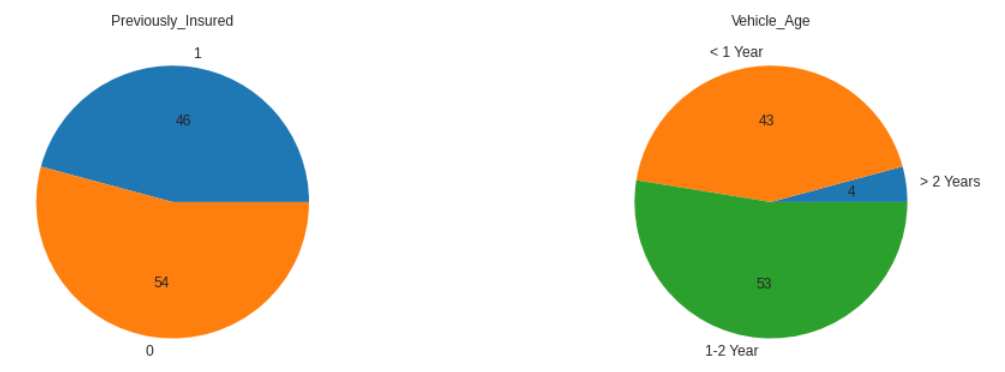 Previously_Insured
1
46
54
0
Vehicle_Age
< 1 Year
43
> 2 Years
4
53
1-2 Year